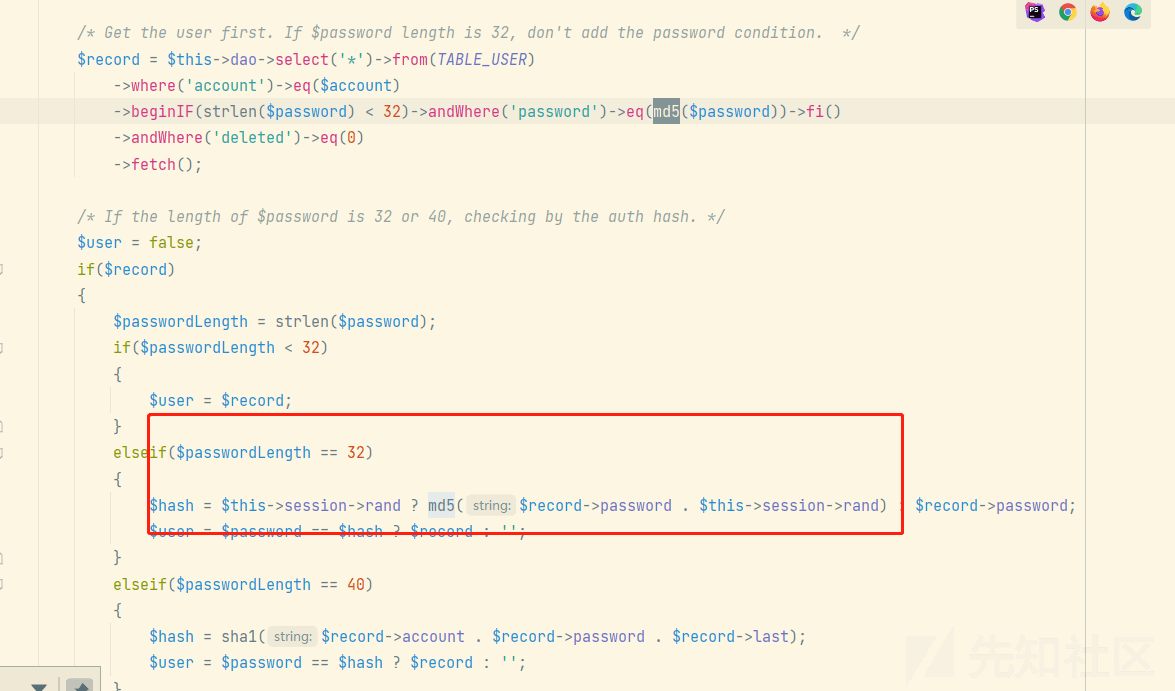 /* Get the user first. If $password length is 32, don't add the password condition.  */
$record = $this->dao->select('*')->from(TABLE_USER)
->where('account')->eq($account)
->beginIF(strlen($password) < 32)->andWhere('password')->eq(md5($password))->fi()
->andWhere('deleted')->eq(0)
->fetch();
/* If the length of $password is 32 or 40, checking by the auth hash. */
$user = false;
if($record)
{
$passwordLength = strlen($password);
if($passwordLength < 32)
{
$user = $record;
}
elseif($passwordLength == 32)
{
$hash = $this->session->rand ? md5( string: $record->password . $this->session->rand) : $record->password;
$user = $password == $hash ? $record : '';
}
elseif($passwordLength == 40)
{
$hash = sha1( string: $record->account . $record->password . $record->last);
$user = $password == $hash ? $record : '';
}
PS
先知社区